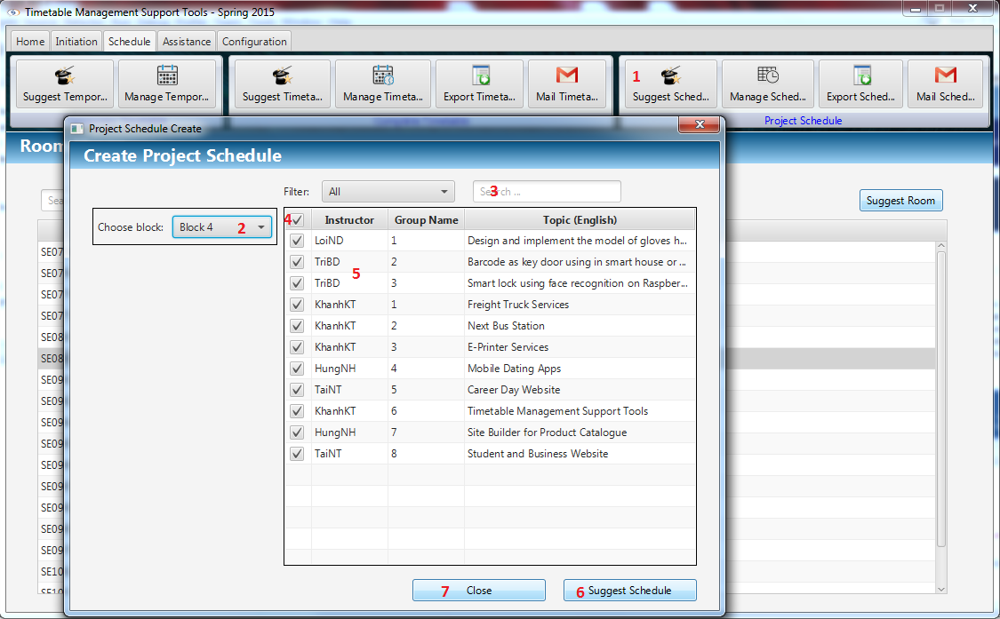 Timetable Management Support Tools - Spring 2015
Home Initiation Schedule Assistance Configuration
1
Suggest Tempor... Manage Tempor... Suggest Timeta... Manage Timeta... Export Timeta... Mail Timeta... Suggest Sched... Manage Sched... Export Sched... Mail Sched...
Project Schedule
Project Schedule Create
Room
Create Project Schedule
Filter: All 3 Search ...
Sea
Suggest Room
Choose block: Block 4 2
4 Instructor Group Name Topic (English)
LoiND 1 Design and implement the model of gloves h...
SE07 TriBD 2 Barcode as key door using in smart house or ...
5
SE07 TriBD 3 Smart lock using face recognition on Raspber...
SE07 KhanhKT 1 Freight Truck Services
SE07 KhanhKT 2 Next Bus Station
SE08 KhanhKT 3 E-Printer Services
SE08 HungNH 4 Mobile Dating Apps
SE09 TaiNT 5 Career Day Website
SE09 KhanhKT 6 Timetable Management Support Tools
SE09 HungNH 7 Site Builder for Product Catalogue
SE09 TaiNT 8 Student and Business Website
SE09
SE09
SE09
SE09
SE09
SE10
SE10
7 Close 6 Suggest Schedule